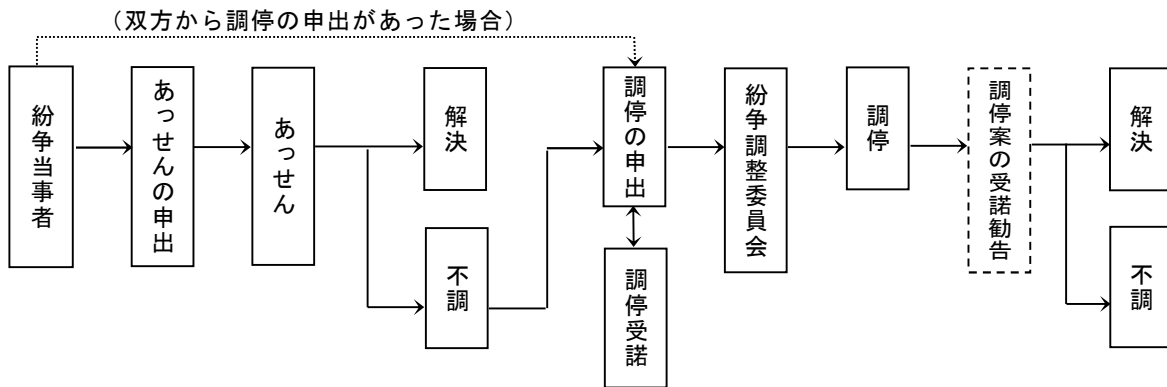 （双方から調停の申出があった場合）
紛争当事者
あっせんの申出
あっせん
解決
不調
調停の申出
調停受諾
紛争調整委員会
調停
調停案の受諾勧告
解決
不調